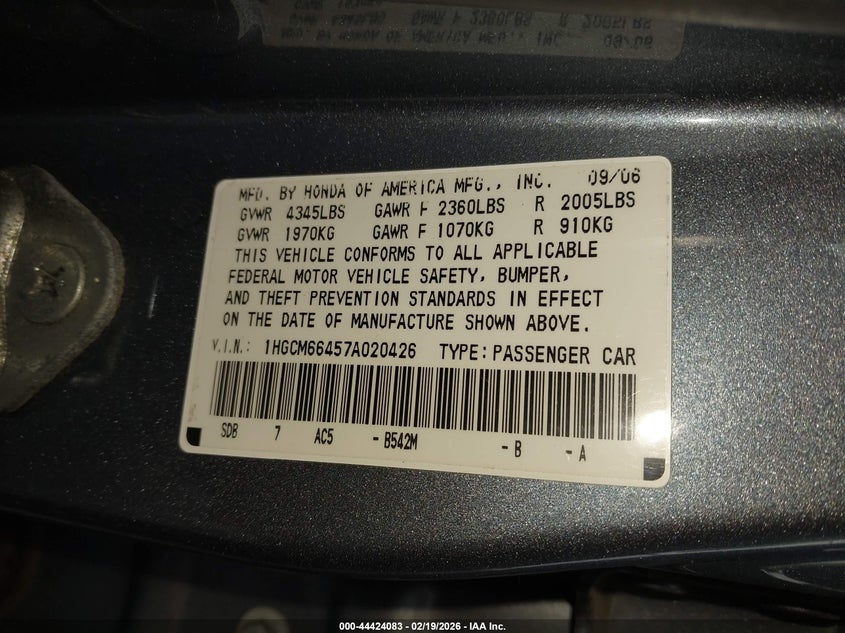 MFD. BY HONDA OF AMERICA MFG., INC. 09/06
GVWR 4345LBS GAWR F 2360LBS R 2005LBS
GVWR 1970KG GAWR F 1070KG R 910KG
THIS VEHICLE CONFORMS TO ALL APPLICABLE
FEDERAL MOTOR VEHICLE SAFETY, BUMPER,
AND THEFT PREVENTION STANDARDS IN EFFECT
ON THE DATE OF MANUFACTURE SHOWN ABOVE.
V.I.N.: 1HGCM66457A020426 TYPE: PASSENGER CAR
SDB 7 AC5 - B542M - B - A
000-44424083 - 02/19/2026 - IAA Inc.